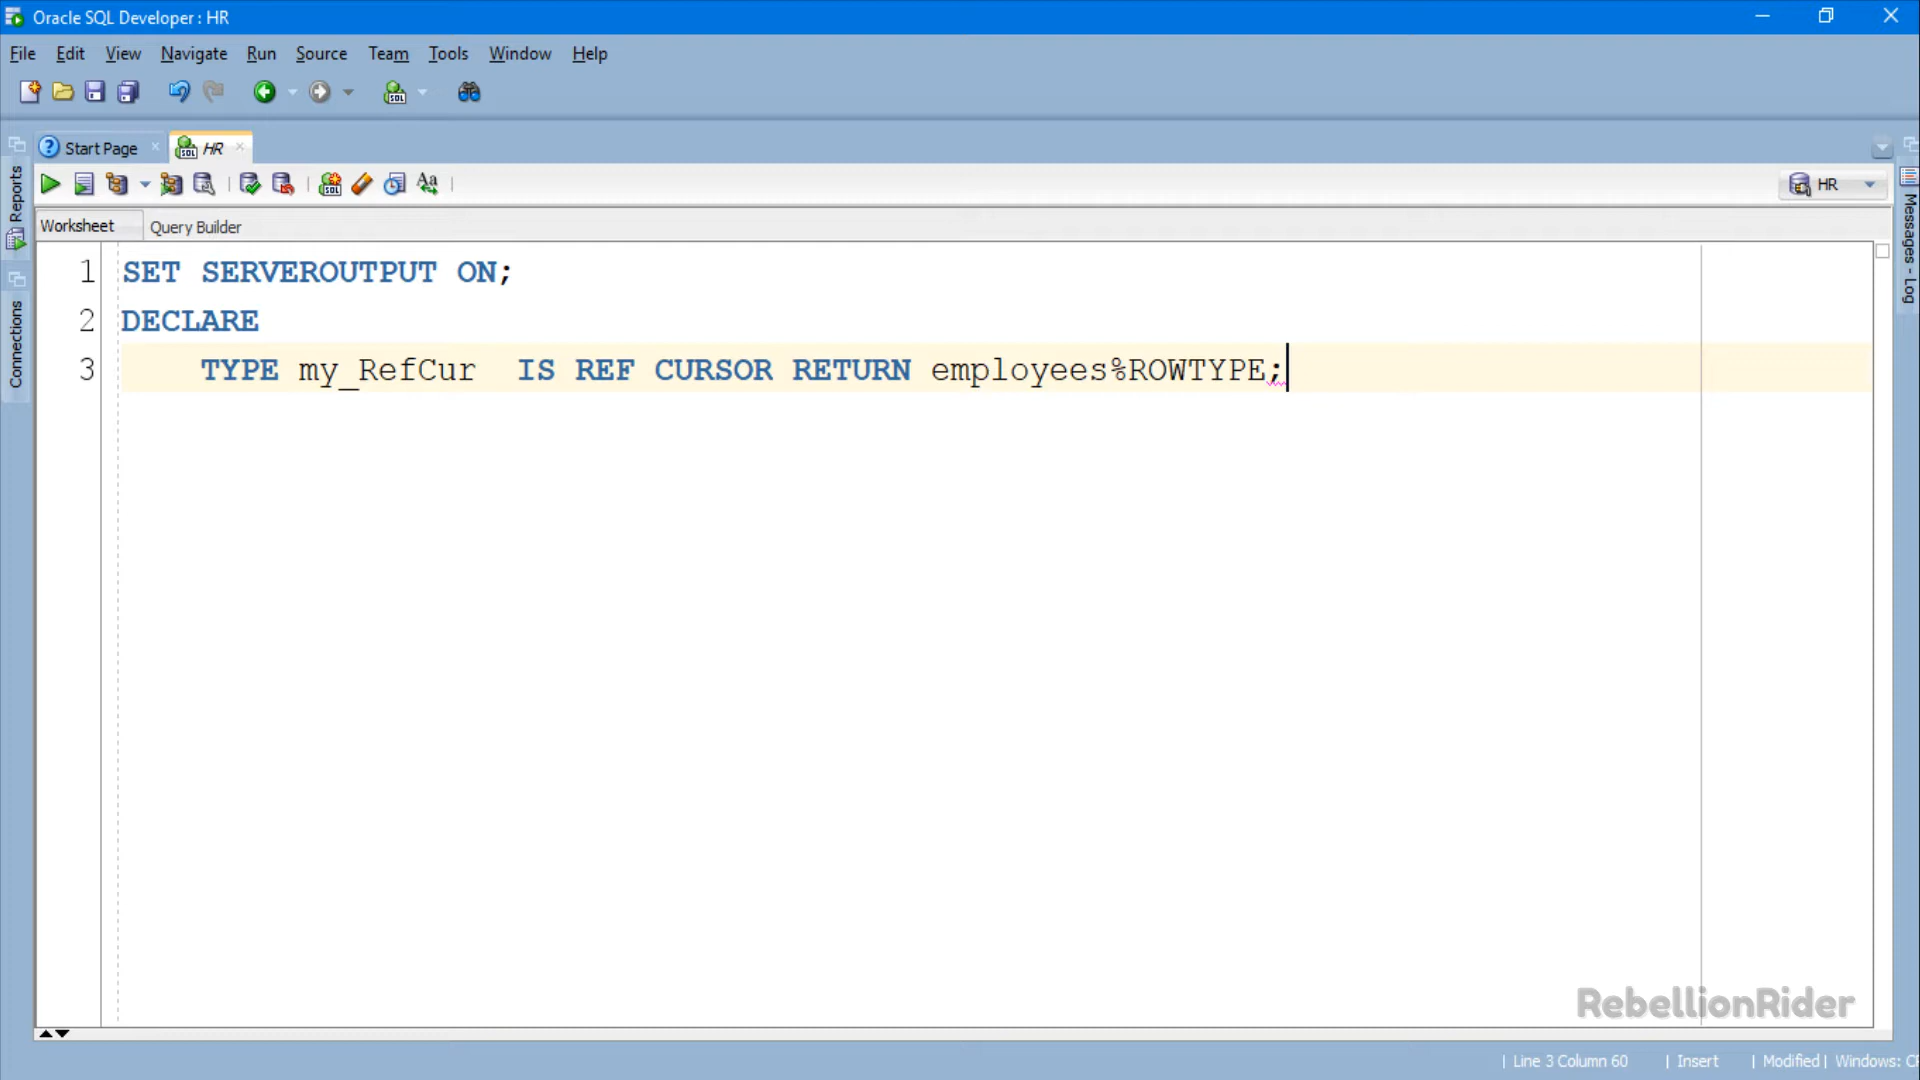 Oracle SQL Developer : HR
File Edit View Navigate Run Source Team Tools Window Help
Start Page HR
HR
Worksheet Query Builder
Reports
Connections
Messages - Log
1 SET SERVEROUTPUT ON;
2 DECLARE
3 TYPE my_RefCur IS REF CURSOR RETURN employees%ROWTYPE;
RebellionRider
Line 3 Column 60 | Insert | Modified | Windows: C